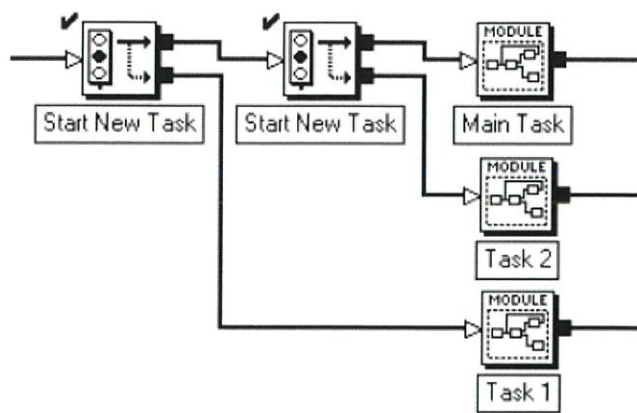 MODULE
Start New Task
Start New Task
Main Task
MODULE
Task 2
MODULE
Task 1